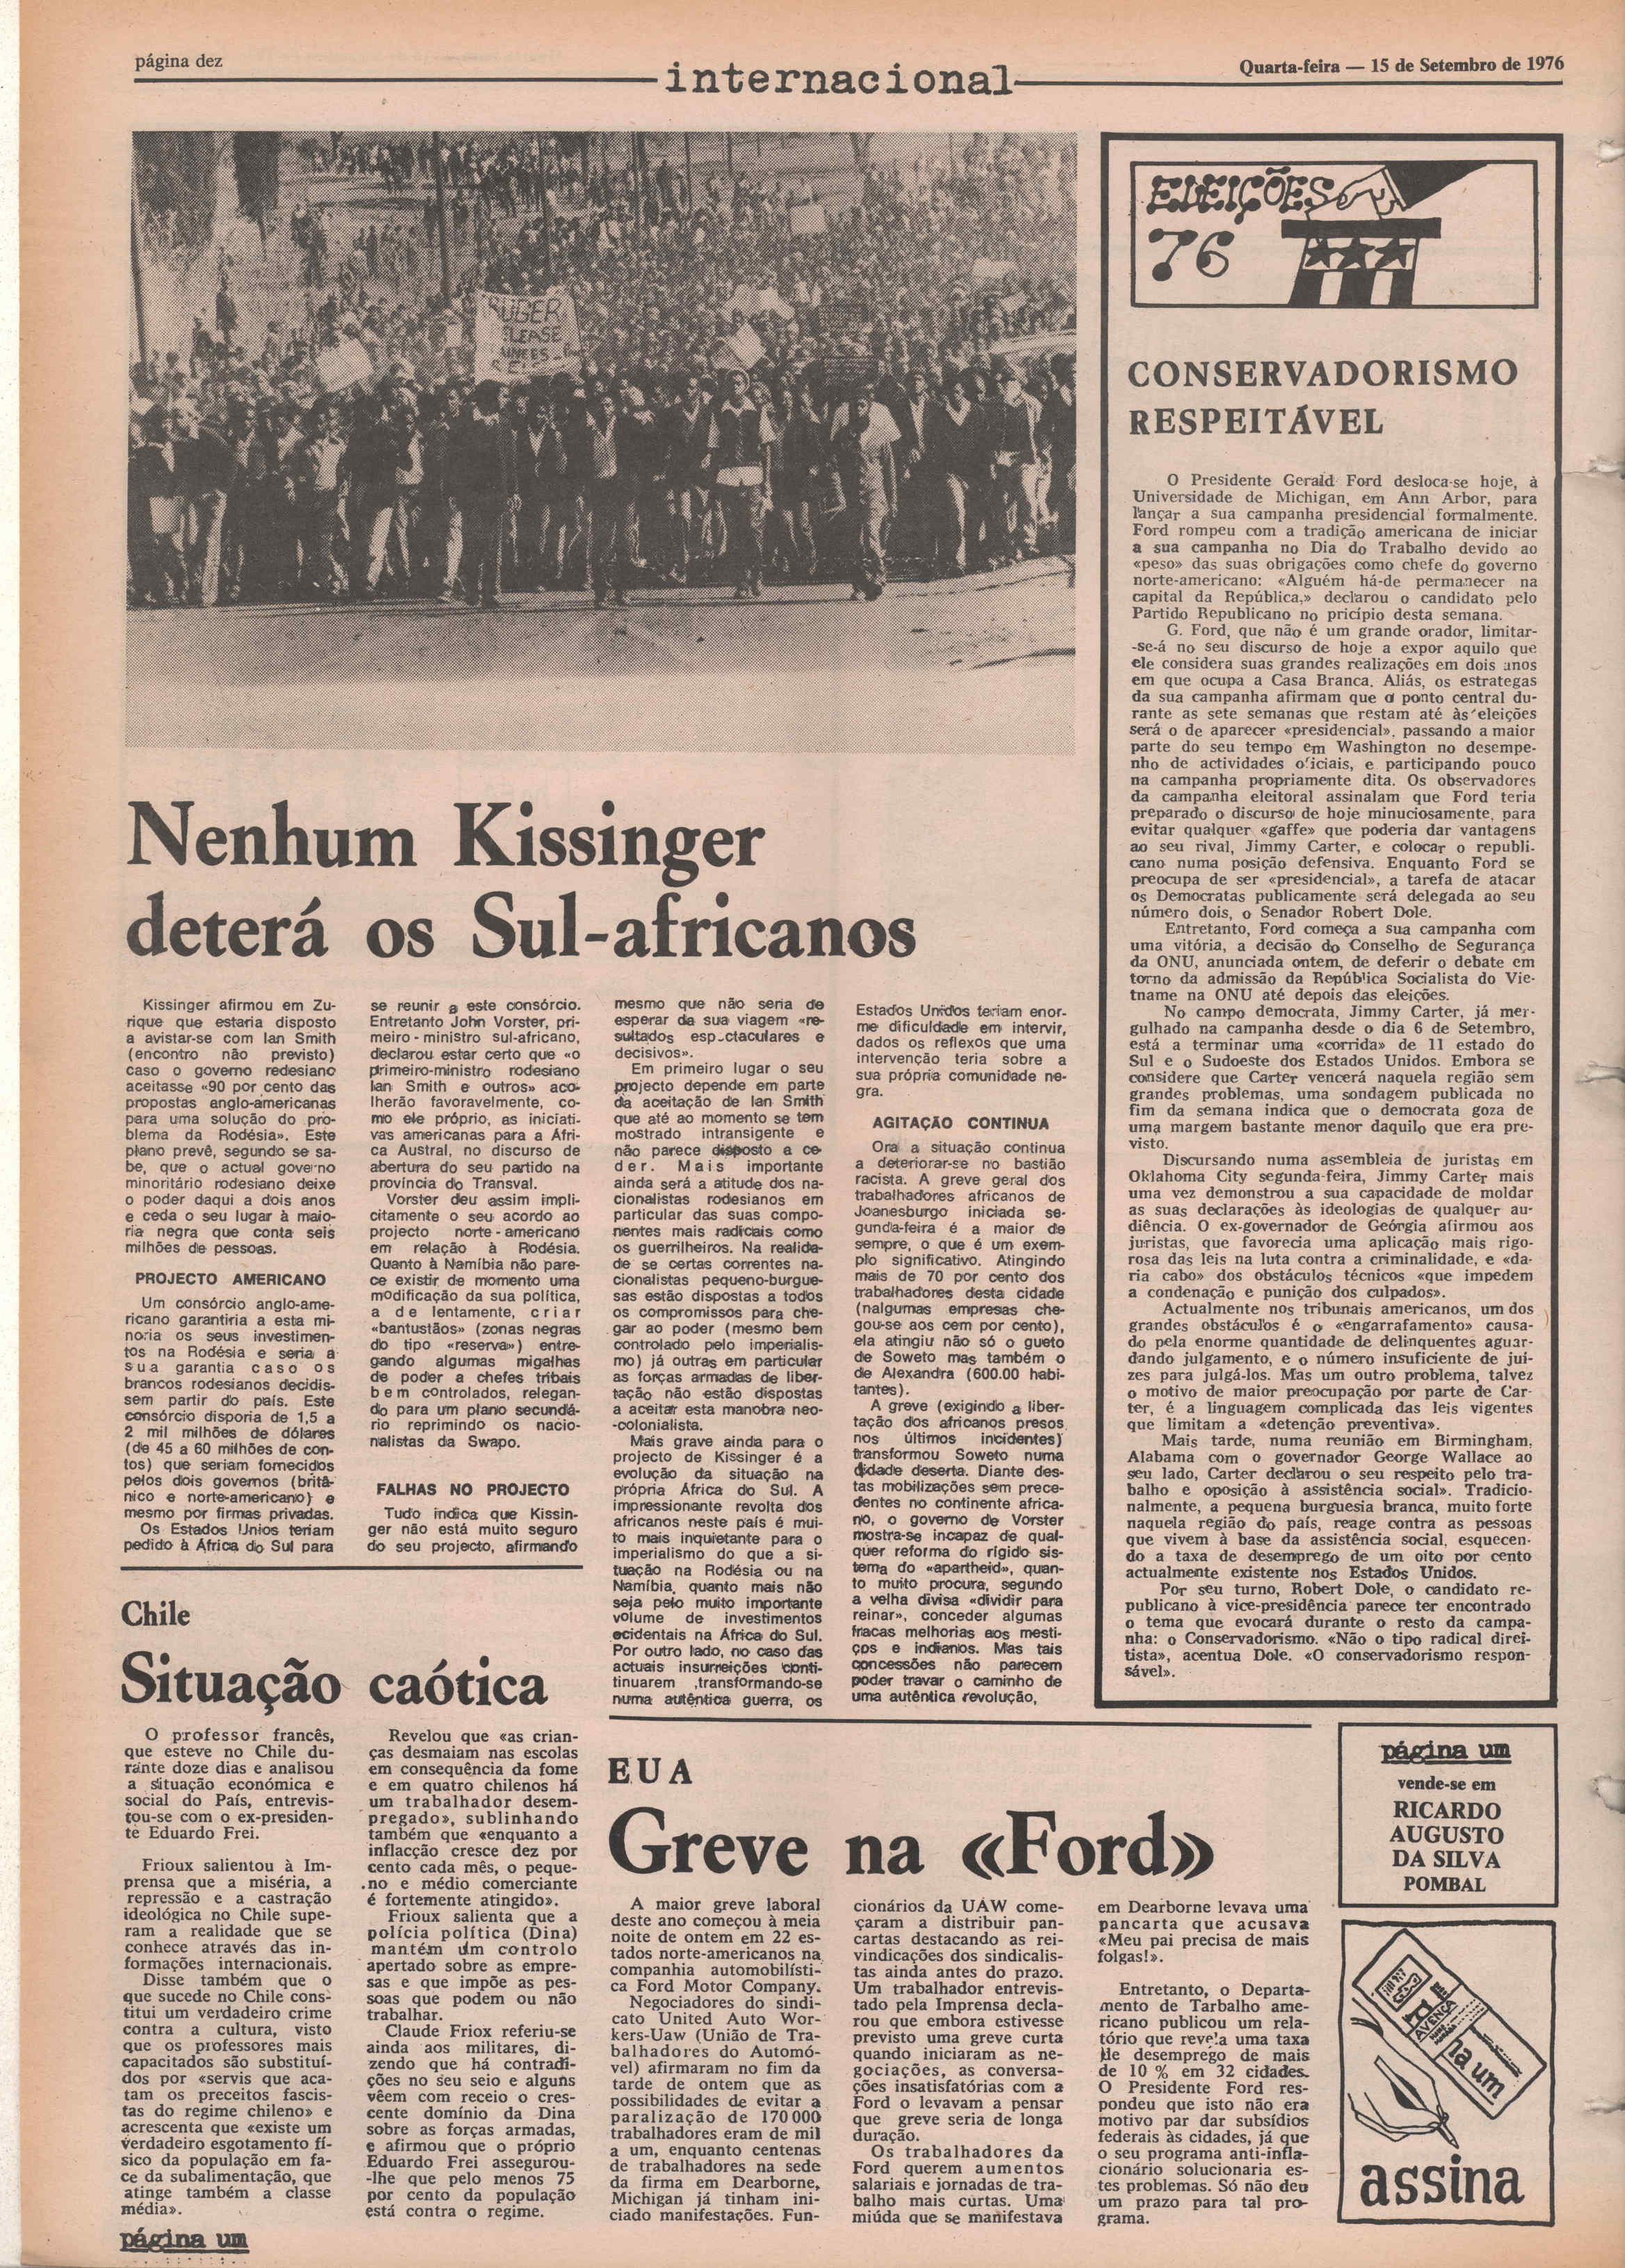 página dez
internacional
Quarta-feira — 15 de Setembro de 1976
ELEIÇÕES
76
CONSERVADORISMO
RESPEITÁVEL
O Presidente Gerald Ford desloca-se hoje, à
Universidade de Michigan, em Ann Arbor, para
lançar a sua campanha presidencial formalmente.
Ford rompeu com a tradição americana de iniciar
a sua campanha no Dia do Trabalho devido ao
«peso» das suas obrigações como chefe do governo
norte-americano: «Alguém há-de permanecer na
capital da República,» declarou o candidato pelo
Partido Republicano no pricípio desta semana.
G. Ford, que não é um grande orador, limitar-
-se-á no seu discurso de hoje a expor aquilo que
ele considera suas grandes realizações em dois anos
em que ocupa a Casa Branca. Aliás, os estrategas
da sua campanha afirmam que o ponto central du-
rante as sete semanas que restam até às eleições
será o de aparecer «presidencial», passando a maior
parte do seu tempo em Washington no desempe-
nho de actividades oficiais, e participando pouco
na campanha propriamente dita. Os observadores
da campanha eleitoral assinalam que Ford teria
preparado o discurso de hoje minuciosamente, para
evitar qualquer «gaffe» que poderia dar vantagens
ao seu rival, Jimmy Carter, e colocar o republi-
cano numa posição defensiva. Enquanto Ford se
preocupa de ser «presidencial», a tarefa de atacar
os Democratas publicamente será delegada ao seu
número dois, o Senador Robert Dole.
Entretanto, Ford começa a sua campanha com
uma vitória, a decisão do Conselho de Segurança
da ONU, anunciada ontem, de deferir o debate em
torno da admissão da República Socialista do Vie-
tname na ONU até depois das eleições.
No campo democrata, Jimmy Carter, já mer-
gulhado na campanha desde o dia 6 de Setembro,
está a terminar uma «corrida» de 11 estado do
Sul e o Sudoeste dos Estados Unidos. Embora se
considere que Carter vencerá naquela região sem
grandes problemas, uma sondagem publicada no
fim da semana indica que o democrata goza de
uma margem bastante menor daquilo que era pre-
visto.
Discursando numa assembleia de juristas em
Oklahoma City segunda-feira, Jimmy Carter mais
uma vez demonstrou a sua capacidade de moldar
as suas declarações às ideologias de qualquer au-
diência. O ex-governador de Geórgia afirmou aos
juristas, que favorecia uma aplicação mais rigo-
rosa das leis na luta contra a criminalidade, e «da-
ria cabo» dos obstáculos técnicos «que impedem
a condenação e punição dos culpados».
Actualmente nos tribunais americanos, um dos
grandes obstáculos é o «engarrafamento» causa-
do pela enorme quantidade de delinquentes aguar-
dando julgamento, e o número insuficiente de juí-
zes para julgá-los. Mas um outro problema, talvez
o motivo de maior preocupação por parte de Car-
ter, é a linguagem complicada das leis vigentes
que limitam a «detenção preventiva».
Mais tarde, numa reunião em Birmingham,
Alabama com o governador George Wallace ao
seu lado, Carter declarou o seu respeito pelo tra-
balho e oposição à assistência social». Tradicio-
nalmente, a pequena burguesia branca, muito forte
naquela região do país, reage contra as pessoas
que vivem à base da assistência social, esquecen-
do a taxa de desemprego de um oito por cento
actualmente existente nos Estados Unidos.
Por seu turno, Robert Dole, o candidato re-
publicano à vice-presidência parece ter encontrado
o tema que evocará durante o resto da campa-
nha: o Conservadorismo. «Não o tipo radical direi-
tista», acentua Dole. «O conservadorismo respon-
sável».
Nenhum Kissinger
deterá os Sul-africanos
Kissinger afirmou em Zu-
rique que estaria disposto
a avistar-se com Ian Smith
(encontro não previsto)
caso o governo redesiano
aceitasse «90 por cento das
propostas anglo-americanas
para uma solução do pro-
blema da Rodésia». Este
plano prevê, segundo se sa-
be, que o actual governo
minoritário rodesiano deixe
o poder daqui a dois anos
e ceda o seu lugar à maio-
ria negra que conta seis
milhões de pessoas.
PROJECTO AMERICANO
Um consórcio anglo-ame-
ricano garantiria a esta mi-
noria os seus investimen-
tos na Rodésia e seria a
sua garantia caso os
brancos rodesianos decidis-
sem partir do país. Este
consórcio disporia de 1,5 a
2 mil milhões de dólares
(de 45 a 60 milhões de con-
tos) que seriam fornecidos
pelos dois governos (britâ-
nico e norte-americano) e
mesmo por firmas privadas.
Os Estados Unios teriam
pedido à África do Sul para
se reunir a este consórcio.
Entretanto John Vorster, pri-
meiro-ministro sul-africano,
declarou estar certo que «o
primeiro-ministro rodesiano
Ian Smith e outros» aco-
lherão favoravelmente, co-
mo ele próprio, as iniciati-
vas americanas para a Áfri-
ca Austral, no discurso de
abertura do seu partido na
província do Transval.
Vorster deu assim impli-
citamente o seu acordo ao
projecto norte-americano
em relação à Rodésia.
Quanto à Namíbia não pare-
ce existir de momento uma
modificação da sua política,
a de lentamente, criar
«bantustãos» (zonas negras
do tipo «reserva») entre-
gando algumas migalhas
de poder a chefes tribais
bem controlados, relegan-
do para um plano secundá-
rio reprimindo os nacio-
nalistas da Swapo.
FALHAS NO PROJECTO
Tudo indica que Kissin-
ger não está muito seguro
do seu projecto, afirmando
mesmo que não seria de
esperar da sua viagem «re-
sultados esp-ctaculares e
decisivos».
Em primeiro lugar o seu
projecto depende em parte
da aceitação de Ian Smith
que até ao momento se tem
mostrado intransigente e
não parece disposto a ce-
der. Mais importante
ainda será a atitude dos na-
cionalistas rodesianos em
particular das suas compo-
nentes mais radicais como
os guerrilheiros. Na realida-
de se certas correntes na-
cionalistas pequeno-burgue-
sas estão dispostas a todos
os compromissos para che-
gar ao poder (mesmo bem
controlado pelo imperialis-
mo) já outras em particular
as forças armadas de liber-
tação não estão dispostas
a aceitar esta manobra neo-
-colonialista.
Mais grave ainda para o
projecto de Kissinger é a
evolução da situação na
própria África do Sul. A
impressionante revolta dos
africanos neste país é mui-
to mais inquietante para o
imperialismo do que a si-
tuação na Rodésia ou na
Namíbia, quanto mais não
seja pelo muito importante
volume de investimentos
ecidentais na África do Sul.
Por outro lado, no caso das
actuais insurreições conti-
tinuarem ,transformando-se
numa autêntica guerra, os
Estados Unidos teriam enor-
me dificuldade em intervir,
dados os reflexos que uma
intervenção teria sobre a
sua própria comunidade ne-
gra.
AGITAÇÃO CONTINUA
Ora a situação continua
a deteriorar-se no bastião
racista. A greve geral dos
trabalhadores africanos de
Joanesburgo iniciada se-
gunda-feira é a maior de
sempre, o que é um exem-
plo significativo. Atingindo
mais de 70 por cento dos
trabalhadores desta cidade
(nalgumas empresas che-
gou-se aos cem por cento),
ela atingiu não só o gueto
de Soweto mas também o
de Alexandra (600.00 habi-
tantes).
A greve (exigindo a liber-
tação dos africanos presos
nos últimos incidentes)
transformou Soweto numa
cidade deserta. Diante des-
tas mobilizações sem prece-
dentes no continente africa-
no, o governo de Vorster
mostra-se incapaz de qual-
quer reforma do rígido sis-
tema do «apartheid», quan-
to muito procura, segundo
a velha divisa «dividir para
reinar», conceder algumas
fracas melhorias aos mesti-
ços e indianos. Mas tais
concessões não parecem
poder travar o caminho de
uma autêntica revolução,
Chile
Situação caótica
O professor francês,
que esteve no Chile du-
rante doze dias e analisou
a situação económica e
social do País, entrevis-
tou-se com o ex-presiden-
te Eduardo Frei.
Frioux salientou à Im-
prensa que a miséria, a
repressão e a castração
ideológica no Chile supe-
ram a realidade que se
conhece através das in-
formações internacionais.
Disse também que o
que sucede no Chile cons-
titui um verdadeiro crime
contra a cultura, visto
que os professores mais
capacitados são substituí-
dos por «servis que aca-
tam os preceitos fascis-
tas do regime chileno» e
acrescenta que «existe um
verdadeiro esgotamento fí-
sico da população em fa-
ce da subalimentação, que
atinge também a classe
média».
Revelou que «as crian-
ças desmaiam nas escolas
em consequência da fome
e em quatro chilenos há
um trabalhador desem-
pregado», sublinhando
também que «enquanto a
inflacção cresce dez por
cento cada mês, o peque-
no e médio comerciante
é fortemente atingido».
Frioux salienta que a
polícia política (Dina)
mantém um controlo
apertado sobre as empre-
sas e que impõe as pes-
soas que podem ou não
trabalhar.
Claude Friox referiu-se
ainda aos militares, di-
zendo que há contradi-
ções no seu seio e alguns
vêem com receio o cres-
cente domínio da Dina
sobre as forças armadas,
e afirmou que o próprio
Eduardo Frei assegurou-
-lhe que pelo menos 75
por cento da população
está contra o regime.
EUA
Greve na «Ford»
A maior greve laboral
deste ano começou à meia
noite de ontem em 22 es-
tados norte-americanos na
companhia automobilísti-
ca Ford Motor Company.
Negociadores do sindi-
cato United Auto Wor-
kers-Uaw (União de Tra-
balhadores do Automó-
vel) afirmaram no fim da
tarde de ontem que as
possibilidades de evitar a
paralização de 170 000
trabalhadores eram de mil
a um, enquanto centenas
de trabalhadores na sede
da firma em Dearborne,
Michigan já tinham ini-
ciado manifestações. Fun-
cionários da UAW come-
çaram a distribuir pan-
cartas destacando as rei-
vindicações dos sindicalis-
tas ainda antes do prazo.
Um trabalhador entrevis-
tado pela Imprensa decla-
rou que embora estivesse
previsto uma greve curta
quando iniciaram as ne-
gociações, as conversa-
ções insatisfatórias com a
Ford o levavam a pensar
que greve seria de longa
duração.
Os trabalhadores da
Ford querem aumentos
salariais e jornadas de tra-
balho mais curtas. Uma
miúda que se manifestava
em Dearborne levava uma
pancarta que acusava
«Meu pai precisa de mais
folgas!».
Entretanto, o Departa-
mento de Tarbalho ame-
ricano publicou um rela-
tório que revela uma taxa
de desemprego de mais
de 10 % em 32 cidades.
O Presidente Ford res-
pondeu que isto não era
motivo par dar subsídios
federais às cidades, já que
o seu programa anti-infla-
cionário solucionaria es-
tes problemas. Só não deu
um prazo para tal pro-
grama.
página um
vende-se em
RICARDO
AUGUSTO
DA SILVA
POMBAL
AVENÇA
na um
assina
página um